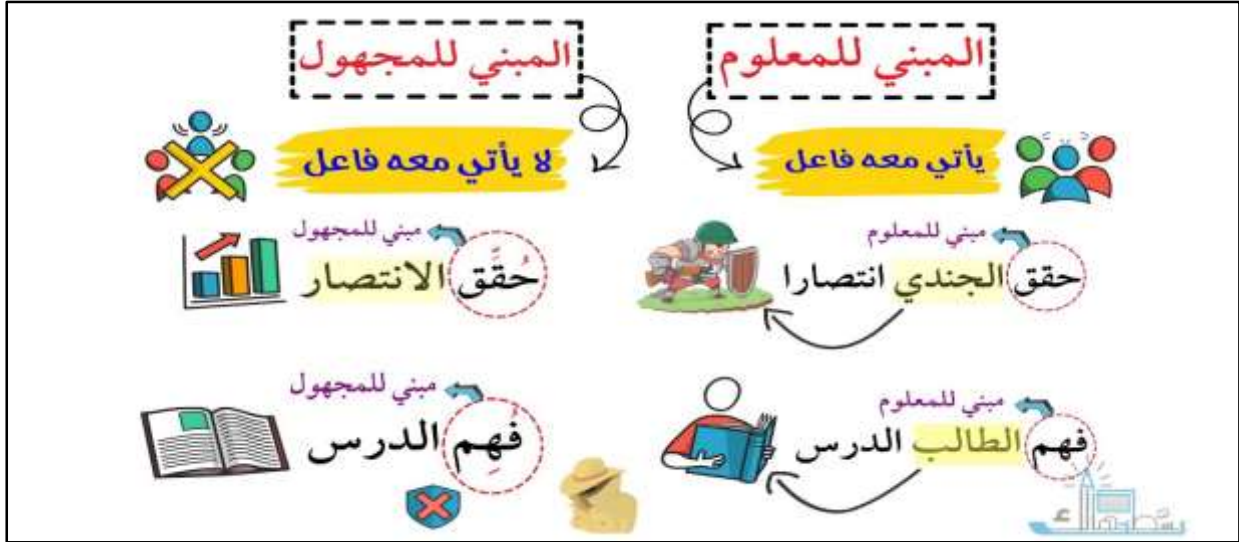 المبني للمعلوم
يأتي معه فاعل
مبني للمعلوم
حقق الجندي انتصارا
مبني للمعلوم
فهم الطالب الدرس
المبني للمجهول
لا يأتي معه فاعل
مبني للمجهول
حُقِّق الانتصار
مبني للمجهول
فُهِم الدرس